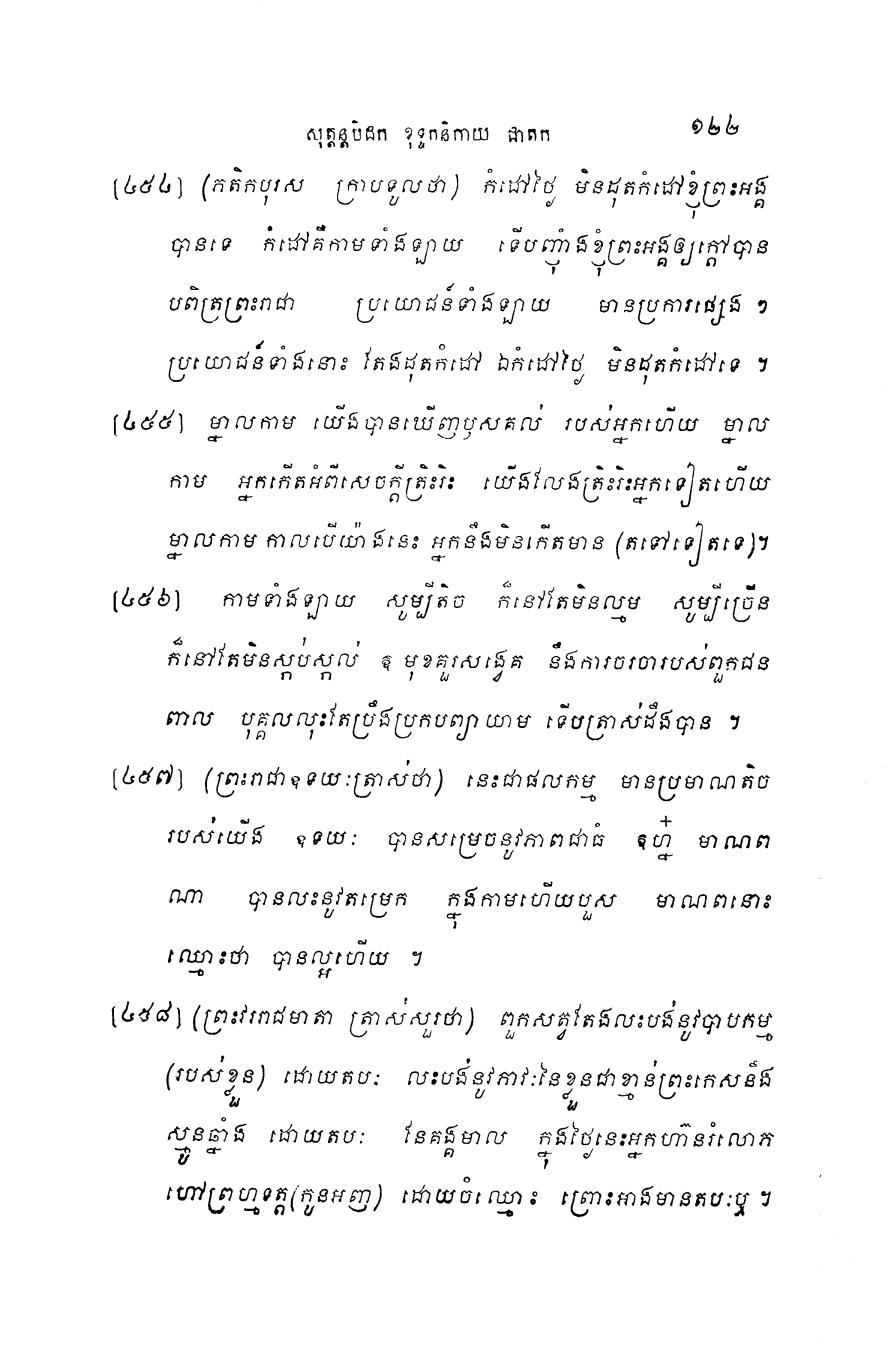 សុត្តន្តបិដក ខុទ្ទកនិកាយ ជាតក ១២២
[៤៥៤] (កតិកបុរស ក្រាបទូលថា) កំដៅថ្ងៃ មិនដុតកំដៅខ្ញុំព្រះអង្គ
បានទេ កំដៅគឺកាមទាំងឡាយ ទើបញ៉ាំងខ្ញុំព្រះអង្គឲ្យក្តៅបាន
បពិត្រព្រះរាជា ប្រយោជន៍ទាំងឡាយ មានប្រការផ្សេង ៗ
ប្រយោជន៍ទាំងនោះ តែងដុតកំដៅ ឯកំដៅថ្ងៃ មិនដុតកំដៅទេ ។
[៤៥៥] ម្នាលកាម យើងបានឃើញឫសគល់ របស់អ្នកហើយ ម្នាល
កាម អ្នកកើតអំពីសេចក្តីត្រិះរិះ យើងលែងត្រិះរិះអ្នកទៀតហើយ
ម្នាលកាម កាលបើយ៉ាងនេះ អ្នកនឹងមិនកើតមាន (តទៅទៀតទេ)។
[៤៥៦] កាមទាំងឡាយ សូម្បីតិច ក៏នៅតែមិនល្មម សូម្បីច្រើន
ក៏នៅតែមិនស្កប់ស្កល់ ឧ មុខគួរសង្វេគ នឹងការចរចារបស់ពួកជន
ពាល បុគ្គលលុះតែប្រឹងប្រកបព្យាយាម ទើបត្រាស់ដឹងបាន ។
[៤៥៧] (ព្រះរាជាឧទយៈត្រាស់ថា) នេះជាផលកម្ម មានប្រមាណតិច
របស់យើង ឧទយៈ បានសម្រេចនូវភាពជាធំ ឧហ្ន៎ មាណព
ណា បានលះនូវតម្រេក ក្នុងកាមហើយបួស មាណពនោះ
ឈ្មោះថា បានល្អហើយ ។
[៤៥៨] (ព្រះវររាជមាតា ត្រាស់សួរថា) ពួកសត្វតែងលះបង់នូវបាបកម្ម
(របស់ខ្លួន) ដោយតបៈ លះបង់នូវភាវៈនៃខ្លួនជាខ្មាន់ព្រះកេសនឹង
ស្មូនឆ្នាំង ដោយតបៈ នែគង្គមាល ក្នុងថ្ងៃនេះអ្នកហ៊ានរំលោភ
ហៅព្រហ្មទត្ត(កូនអញ) ដោយចំឈ្មោះ ព្រោះអាងមានតបៈឬ ។